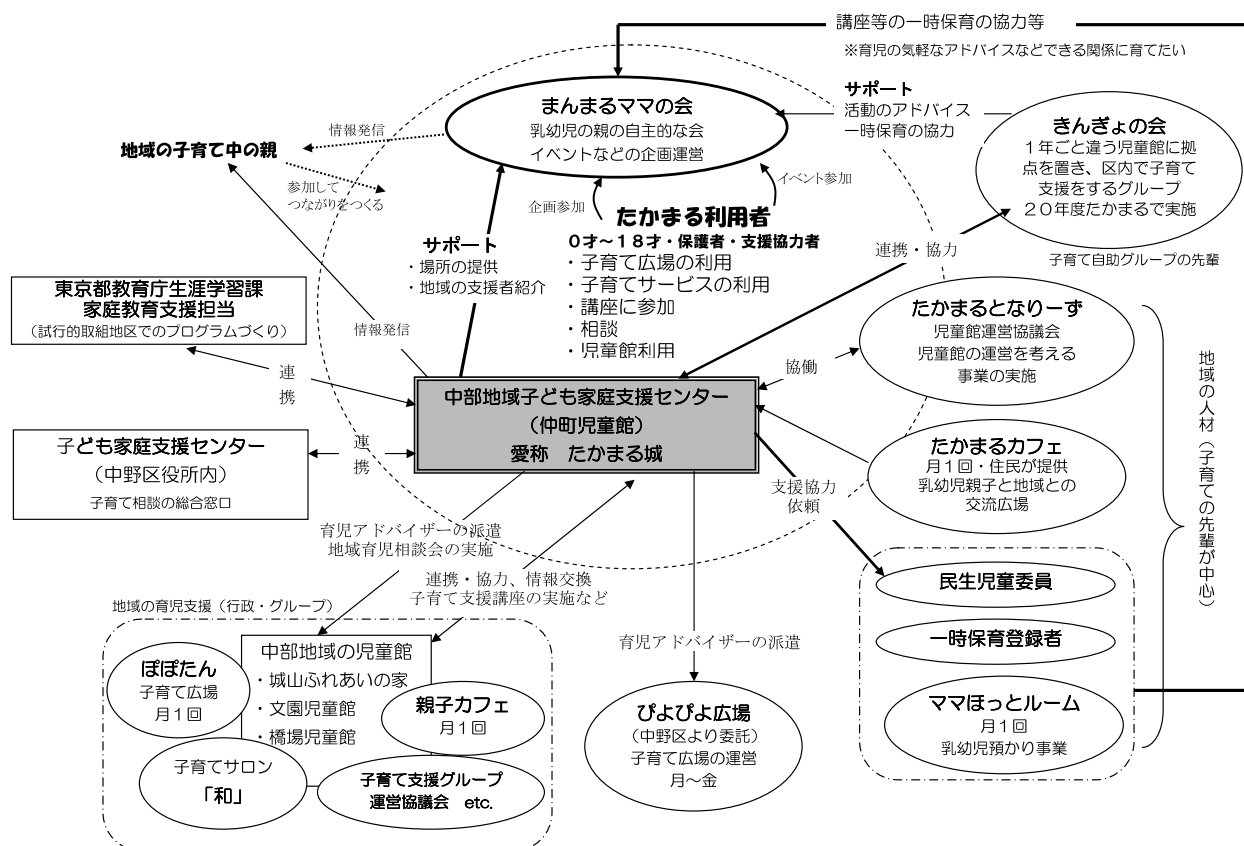 講座等の一時保育の協力等
※育児の気軽なアドバイスなどできる関係に育てたい
まんまるママの会
乳幼児の親の自主的な会
イベントなどの企画運営
サポート
活動のアドバイス
一時保育の協力
きんぎょの会
1年ごと違う児童館に拠
点を置き、区内で子育て
支援をするグループ
20年度たかまるで実施
子育て自助グループの先輩
情報発信
地域の子育て中の親
参加して
つながりをつくる
企画参加
イベント参加
たかまる利用者
0才～18才・保護者・支援協力者
・子育て広場の利用
・子育てサービスの利用
・講座に参加
・相談
・児童館利用
サポート
・場所の提供
・地域の支援者紹介
連携・協力
東京都教育庁生涯学習課
家庭教育支援担当
（試行的取組地区でのプログラムづくり）
情報発信
連
携
協働
たかまるとなりーず
児童館運営協議会
児童館の運営を考える
事業の実施
中部地域子ども家庭支援センター
（仲町児童館）
愛称　たかまる城
子ども家庭支援センター
（中野区役所内）
子育て相談の総合窓口
連
携
たかまるカフェ
月1回・住民が提供
乳幼児親子と地域との
交流広場
地域の人材（子育ての先輩が中心）
支援協力
依頼
育児アドバイザーの派遣
地域育児相談会の実施
連携・協力、情報交換
子育て支援講座の実施など
民生児童委員
一時保育登録者
ママほっとルーム
月1回
乳幼児預かり事業
地域の育児支援（行政・グループ）
ぽぽたん
子育て広場
月1回
中部地域の児童館
・城山ふれあいの家
・文園児童館
・橋場児童館
親子カフェ
月1回
子育てサロン
「和」
子育て支援グループ
運営協議会　etc.
育児アドバイザーの派遣
ぴよぴよ広場
（中野区より委託）
子育て広場の運営
月～金